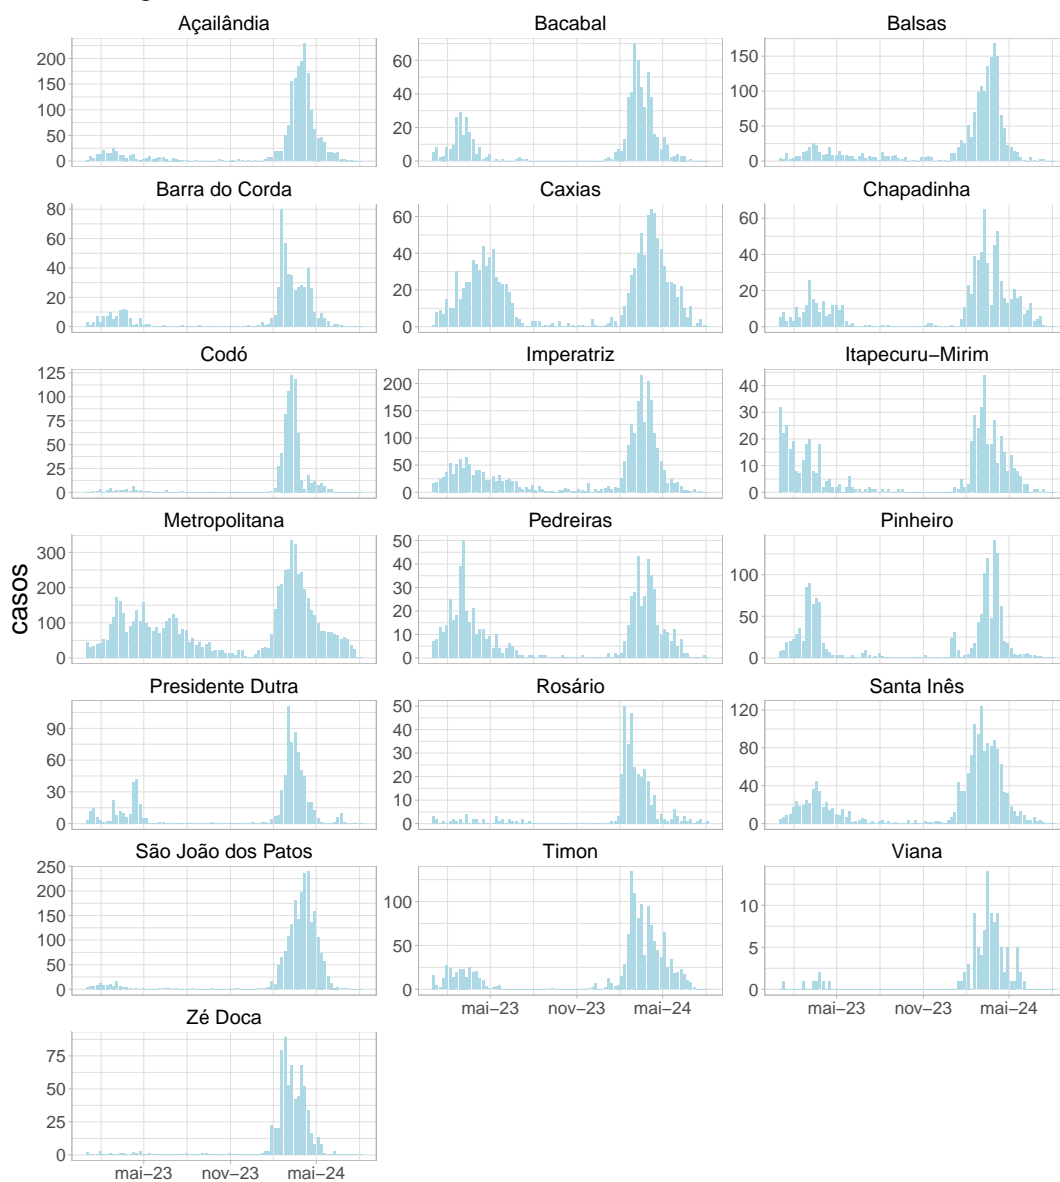 Açailândia
Bacabal
Balsas
200
150
100
50
0
60
40
20
0
150
100
50
0
Barra do Corda
Caxias
Chapadinha
80
60
40
20
0
60
40
20
0
60
40
20
0
Codó
Imperatriz
Itapecuru−Mirim
125
100
75
50
25
0
200
150
100
50
0
40
30
20
10
0
Metropolitana
Pedreiras
Pinheiro
300
200
100
0
50
40
30
20
10
0
100
50
0
casos
Presidente Dutra
Rosário
Santa Inês
90
60
30
0
50
40
30
20
10
0
120
80
40
0
São João dos Patos
Timon
Viana
250
200
150
100
50
0
100
50
0
10
5
0
mai−23
nov−23
mai−24
mai−23
nov−23
mai−24
Zé Doca
75
50
25
0
mai−23
nov−23
mai−24